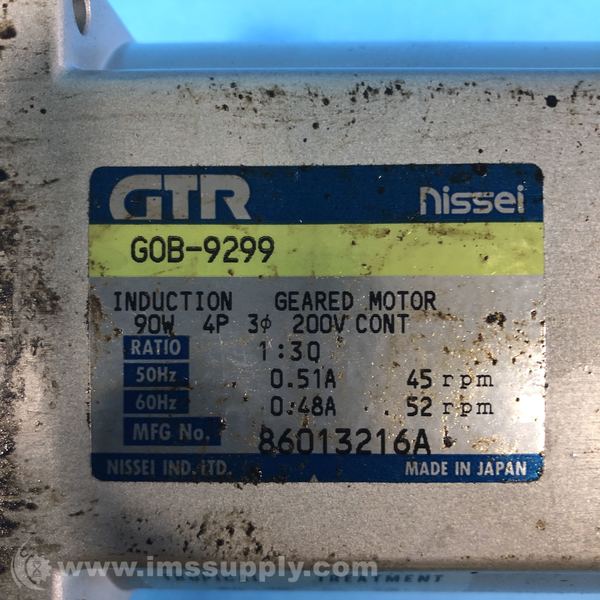 GTR nissei
GOB-9299
INDUCTION GEARED MOTOR
90W 4P 3ϕ 200V CONT
RATIO 1:30
50Hz 0.51A 45 rpm
60Hz 0.48A 52 rpm
MFG No. 86013216A
NISSEI IND. LTD. MADE IN JAPAN
© www.imssupply.com
TREATMENT